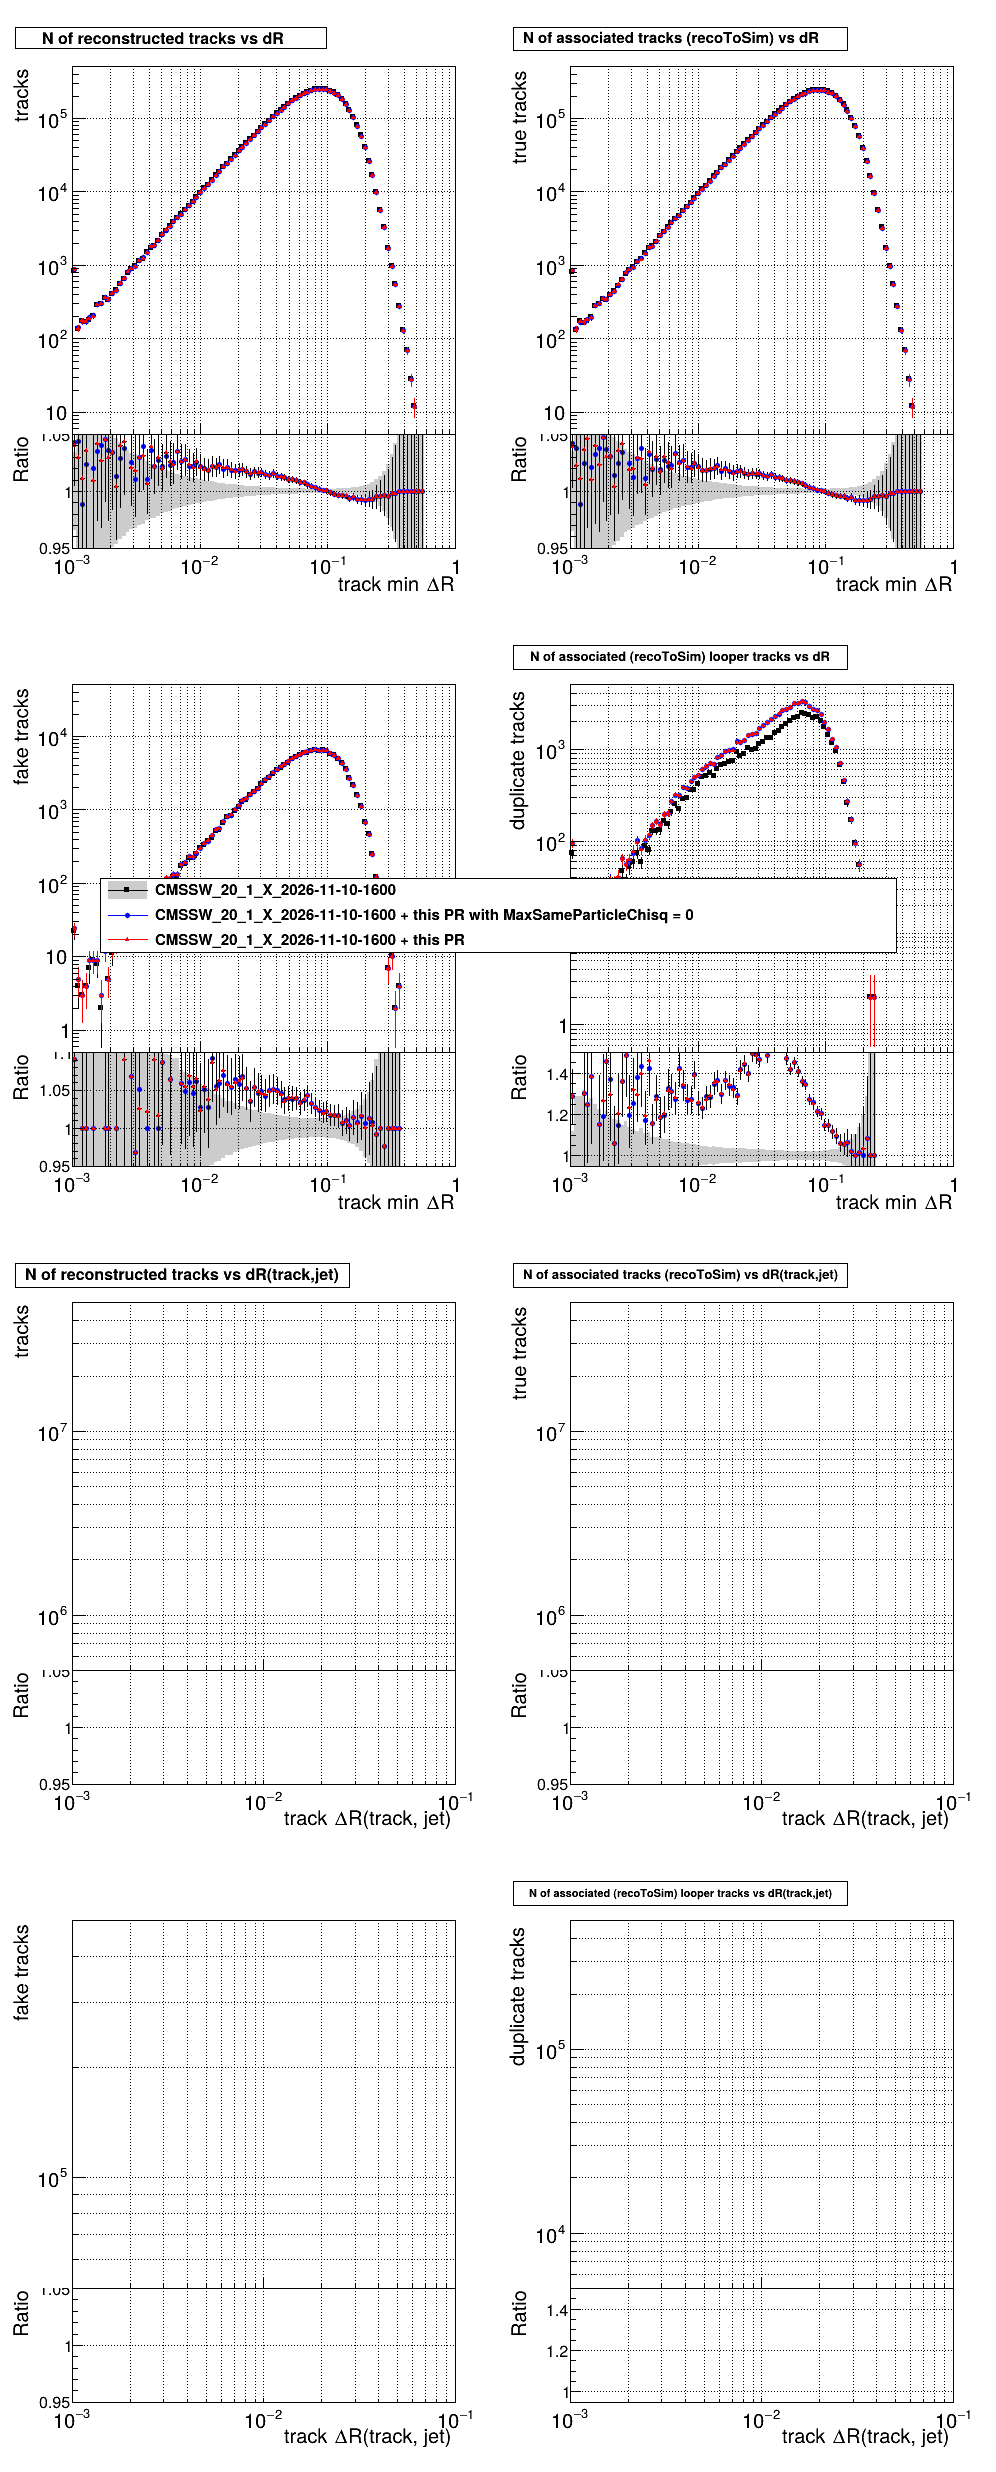 N of reconstructed tracks vs dR
N of associated tracks (recoToSim) vs dR
tracks
10^5
10^4
10^3
10^2
10
Ratio
1.05
1
0.95
10^−3
10^−2
10^−1
1
track min ΔR
true tracks
10^5
10^4
10^3
10^2
10
Ratio
1.05
1
0.95
10^−3
10^−2
10^−1
1
track min ΔR
N of associated (recoToSim) looper tracks vs dR
fake tracks
10^4
10^3
10^2
10
1
Ratio
1.1
1.05
1
0.95
10^−3
10^−2
10^−1
1
track min ΔR
duplicate tracks
10^3
10^2
1
Ratio
1.4
1.2
1
10^−3
10^−2
10^−1
1
track min ΔR
CMSSW_20_1_X_2026-11-10-1600
CMSSW_20_1_X_2026-11-10-1600 + this PR with MaxSameParticleChisq = 0
CMSSW_20_1_X_2026-11-10-1600 + this PR
N of reconstructed tracks vs dR(track,jet)
N of associated tracks (recoToSim) vs dR(track,jet)
tracks
10^7
10^6
Ratio
1.05
1
0.95
10^−3
10^−2
10^−1
track ΔR(track, jet)
true tracks
10^7
10^6
Ratio
1.05
1
0.95
10^−3
10^−2
10^−1
track ΔR(track, jet)
N of associated (recoToSim) looper tracks vs dR(track,jet)
fake tracks
10^5
Ratio
1.05
1
0.95
10^−3
10^−2
10^−1
track ΔR(track, jet)
duplicate tracks
10^5
10^4
Ratio
1.4
1.2
1
10^−3
10^−2
10^−1
track ΔR(track, jet)